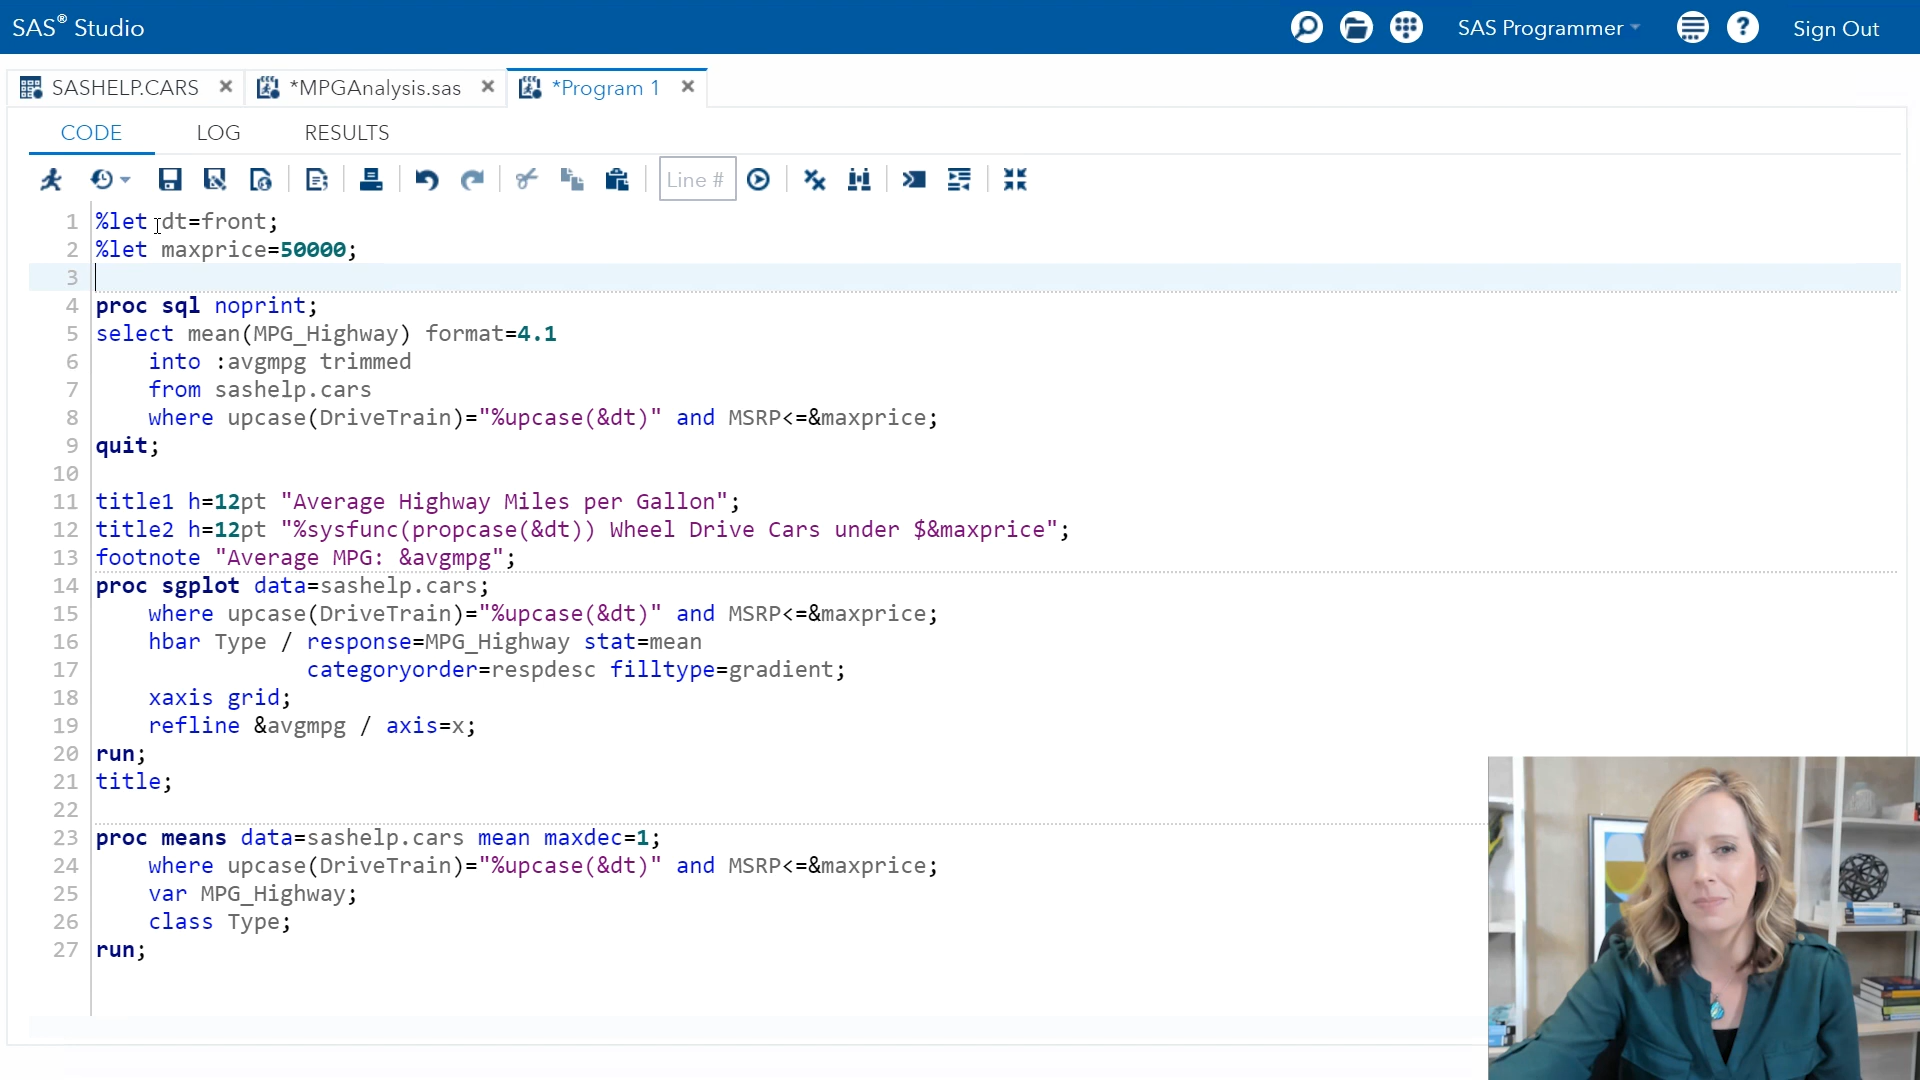 SAS® Studio
SAS Programmer
Sign Out
SASHELP.CARS
*MPGAnalysis.sas
*Program 1
CODE
LOG
RESULTS
Line #
1 %let dt=front;
2 %let maxprice=50000;
3
4 proc sql noprint;
5 select mean(MPG_Highway) format=4.1
6 into :avgmpg trimmed
7 from sashelp.cars
8 where upcase(DriveTrain)="%upcase(&dt)" and MSRP<=&maxprice;
9 quit;
10
11 title1 h=12pt "Average Highway Miles per Gallon";
12 title2 h=12pt "%sysfunc(propcase(&dt)) Wheel Drive Cars under $&maxprice";
13 footnote "Average MPG: &avgmpg";
14 proc sgplot data=sashelp.cars;
15 where upcase(DriveTrain)="%upcase(&dt)" and MSRP<=&maxprice;
16 hbar Type / response=MPG_Highway stat=mean
17 categoryorder=respdesc filltype=gradient;
18 xaxis grid;
19 refline &avgmpg / axis=x;
20 run;
21 title;
22
23 proc means data=sashelp.cars mean maxdec=1;
24 where upcase(DriveTrain)="%upcase(&dt)" and MSRP<=&maxprice;
25 var MPG_Highway;
26 class Type;
27 run;